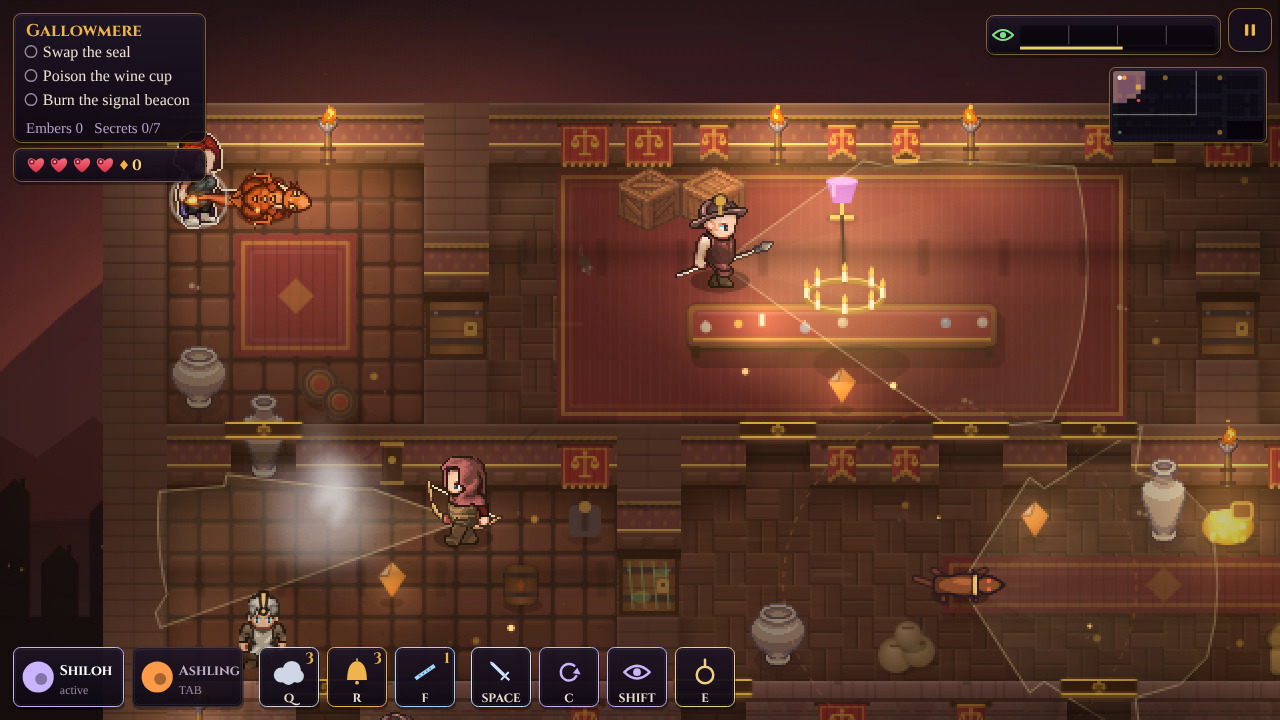 GALLOWMERE
Swap the seal
Poison the wine cup
Burn the signal beacon
Embers 0 Secrets 0/7
0
SHILOH
active
ASHLING
TAB
3
Q
3
R
1
F
SPACE
C
SHIFT
E